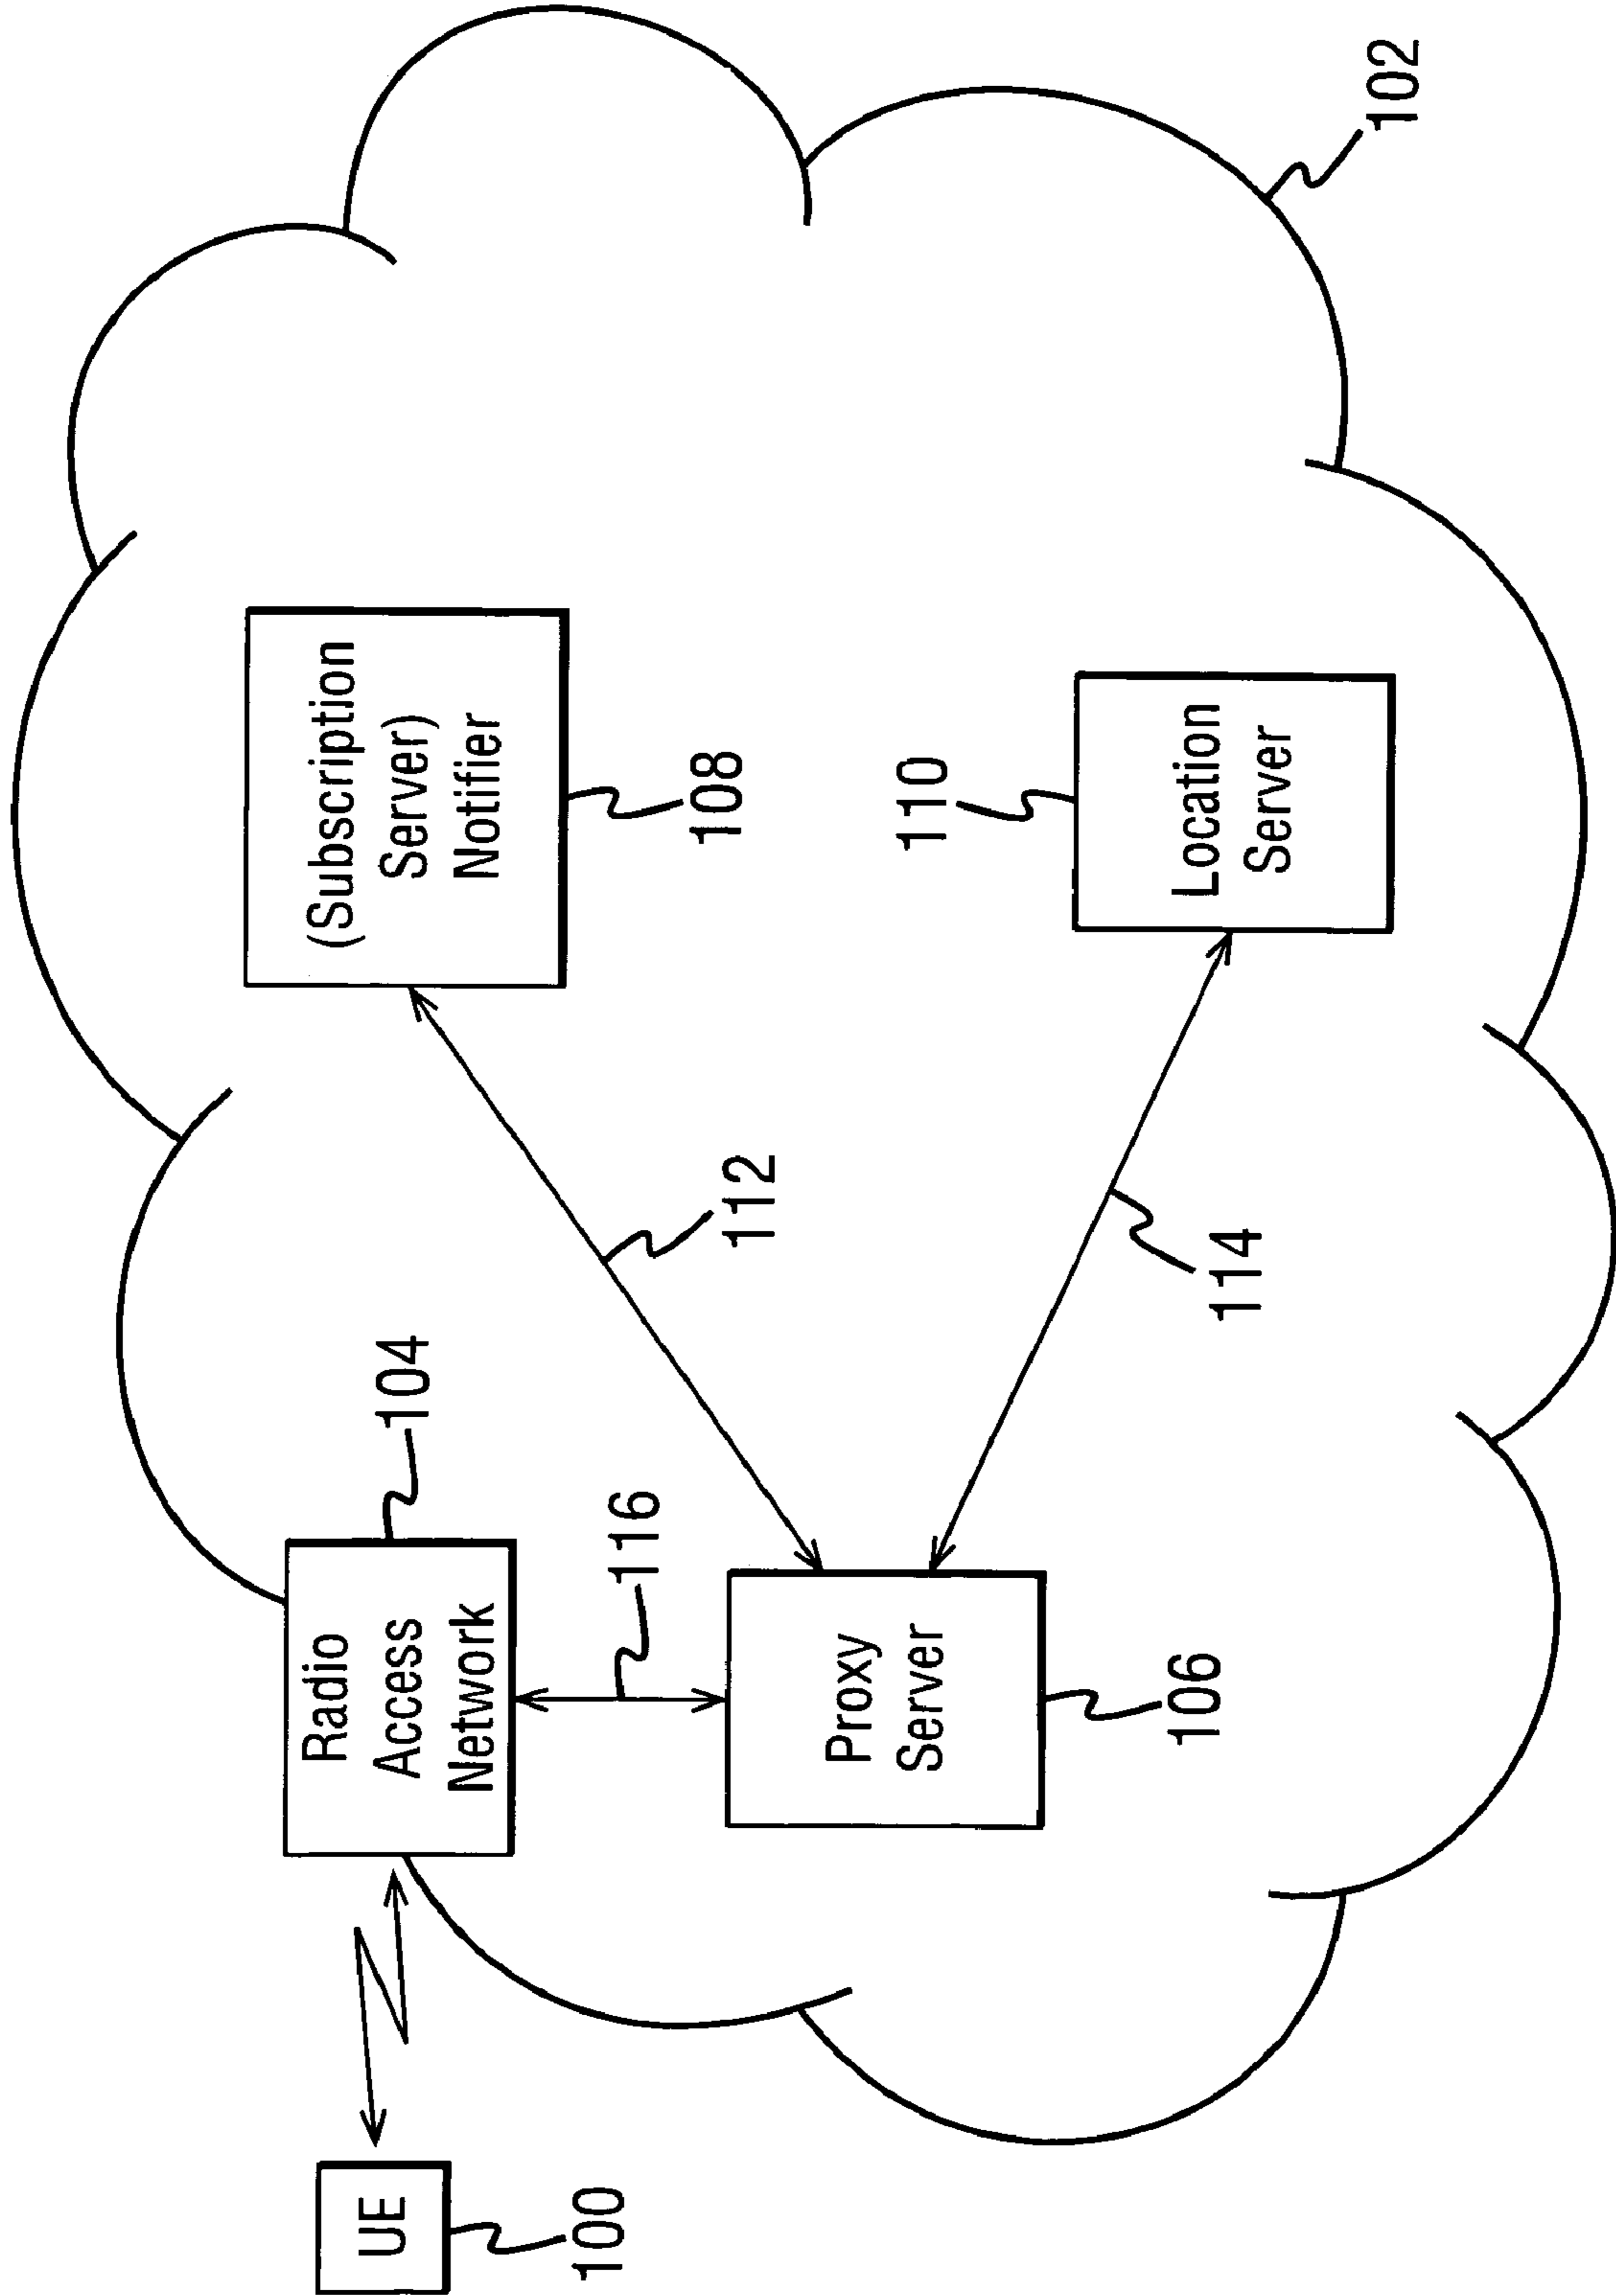 UE
100
Radio
Access
Network
104
116
Proxy
Server
106
(Subscription
Server)
Notifier
108
112
110
Location
Server
114
102